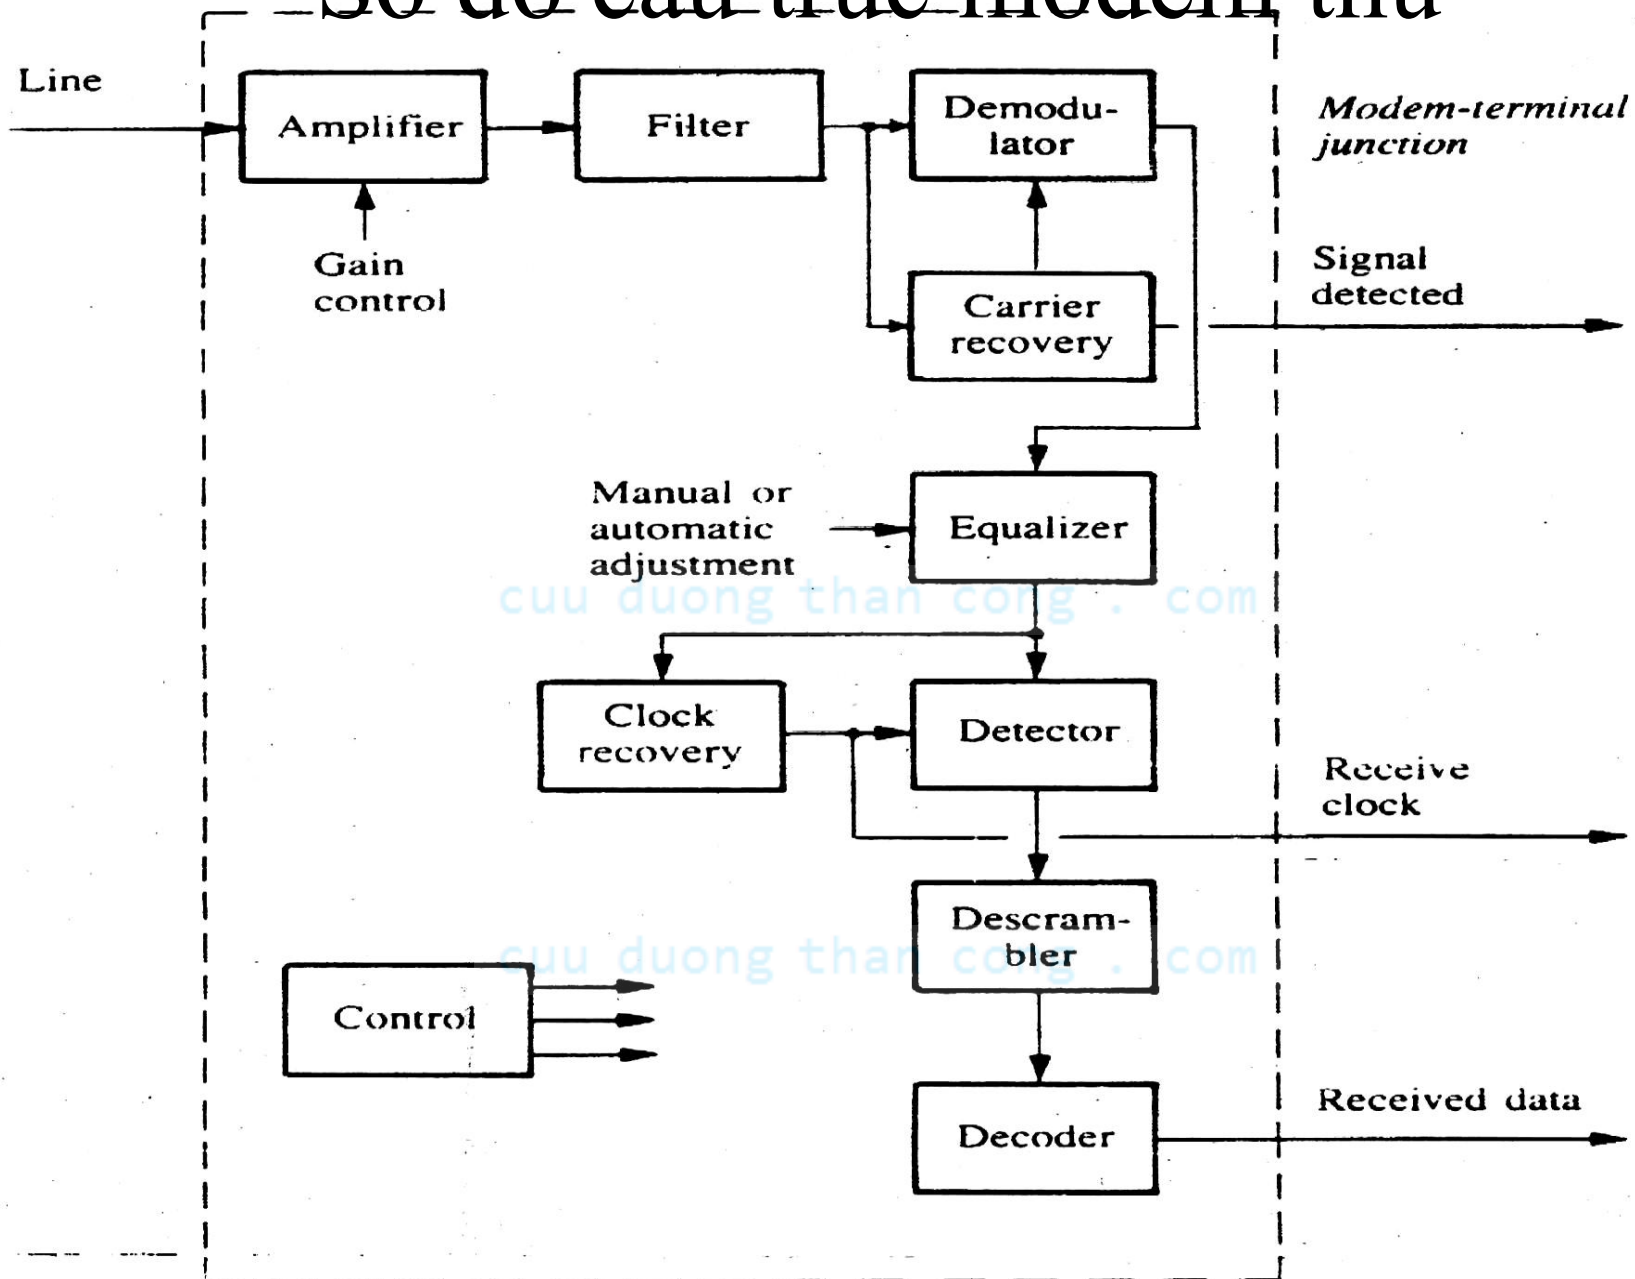 Line
Amplifier
Filter
Demodu-
lator
Modem-terminal
junction
Gain
control
Carrier
recovery
Signal
detected
Manual or
automatic
adjustment
Equalizer
cuu duong than cong . com
Clock
recovery
Detector
Receive
clock
Descram-
bler
cuu duong than cong . com
Control
Decoder
Received data